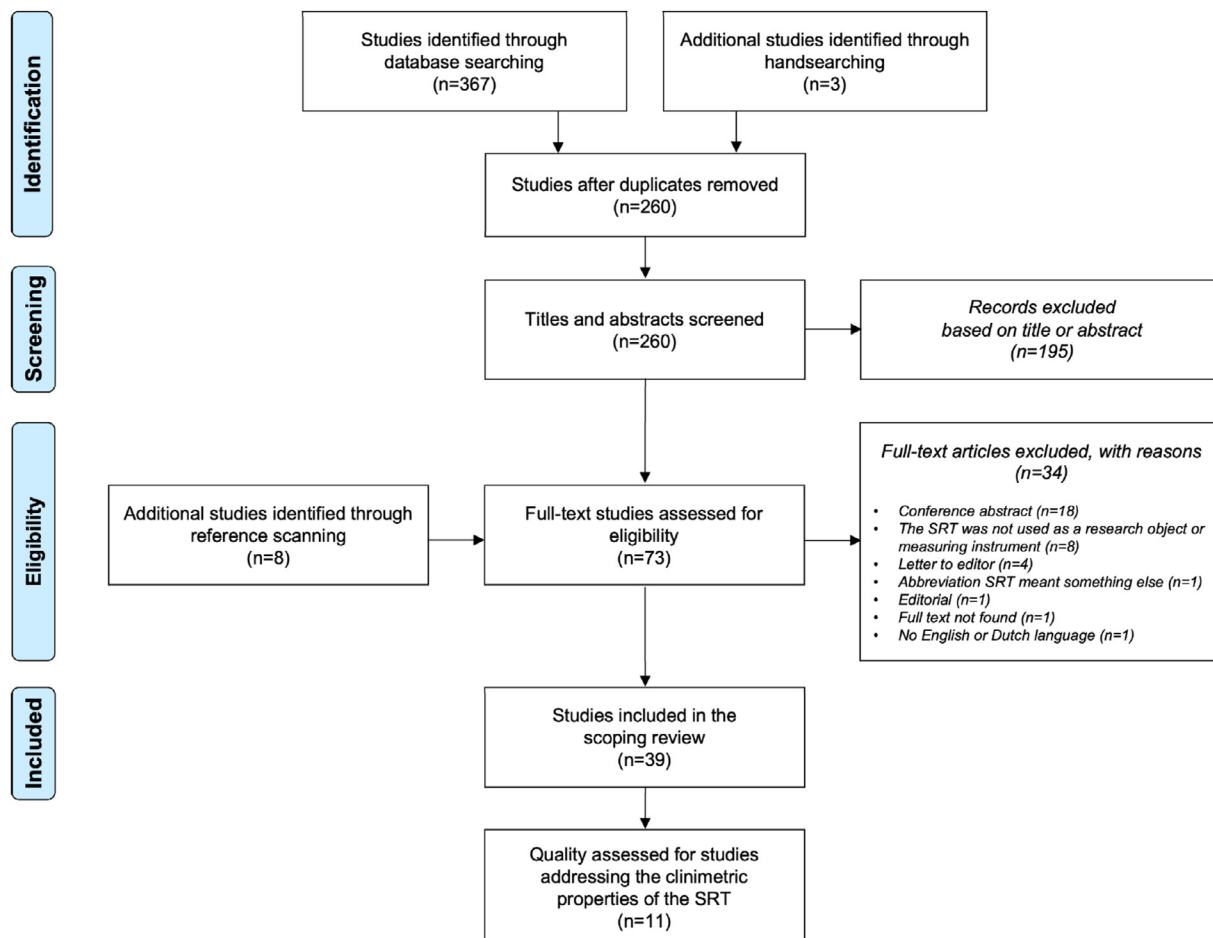 Identification
Studies identified through
database searching
(n=367)
Additional studies identified through
handsearching
(n=3)
Studies after duplicates removed
(n=260)
Screening
Titles and abstracts screened
(n=260)
Records excluded
based on title or abstract
(n=195)
Eligibility
Additional studies identified through
reference scanning
(n=8)
Full-text studies assessed for
eligibility
(n=73)
Full-text articles excluded, with reasons
(n=34)
• Conference abstract (n=18)
• The SRT was not used as a research object or
measuring instrument (n=8)
• Letter to editor (n=4)
• Abbreviation SRT meant something else (n=1)
• Editorial (n=1)
• Full text not found (n=1)
• No English or Dutch language (n=1)
Included
Studies included in the
scoping review
(n=39)
Quality assessed for studies
addressing the clinimetric
properties of the SRT
(n=11)